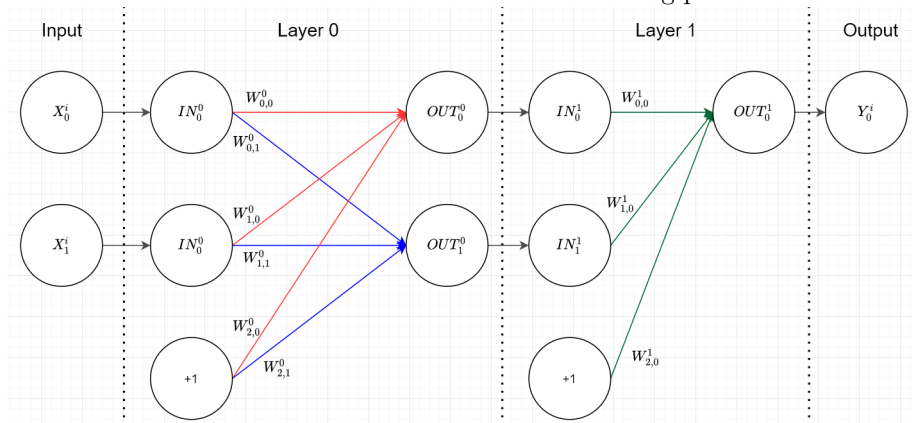 Input Layer 0 Layer 1 Output
X_0^i IN_0^0 W_{0,0}^0 OUT_0^0 IN_0^1 W_{0,0}^1 OUT_0^1 Y_0^i
W_{0,1}^0
W_{1,0}^0 W_{1,0}^1
X_1^i IN_0^0 W_{1,1}^0 OUT_1^0 IN_1^1
W_{2,0}^0
W_{2,1}^0 W_{2,0}^1
+1 +1